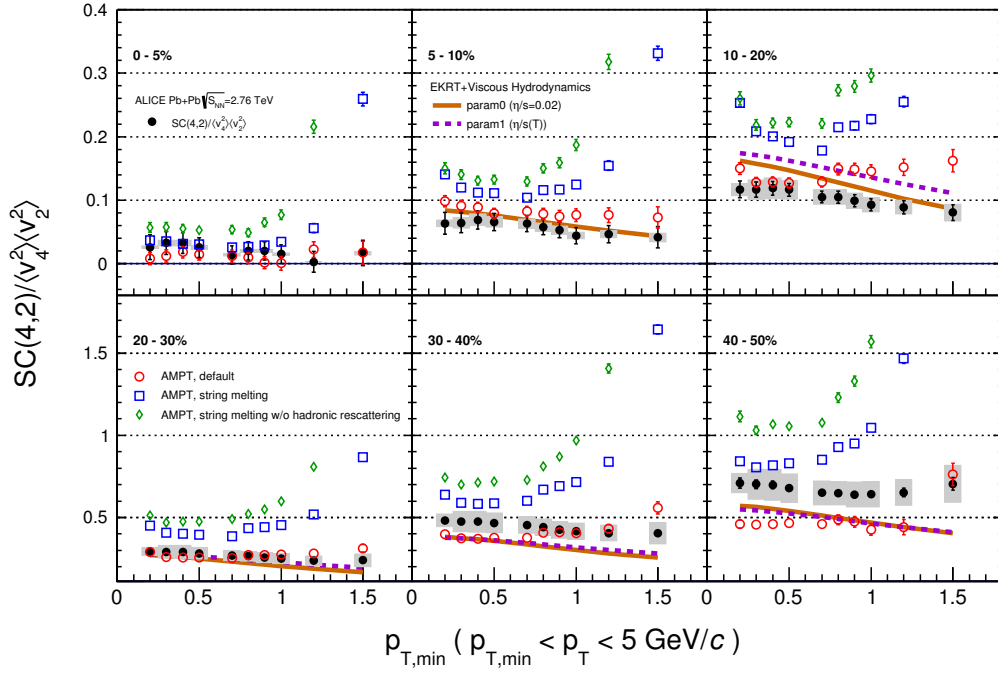 SC(4,2)/⟨v₄²⟩⟨v₂²⟩
0.4
0.3
0.2
0.1
0
0 - 5%
ALICE Pb+Pb√S_NN=2.76 TeV
SC(4,2)/⟨v₄²⟩⟨v₂²⟩
5 - 10%
EKRT+Viscous Hydrodynamics
param0 (η/s=0.02)
param1 (η/s(T))
10 - 20%
1.5
1
0.5
20 - 30%
AMPT, default
AMPT, string melting
AMPT, string melting w/o hadronic rescattering
30 - 40%
40 - 50%
0 0.5 1 1.5 0 0.5 1 1.5 0 0.5 1 1.5
p_T,min ( p_T,min < p_T < 5 GeV/c )